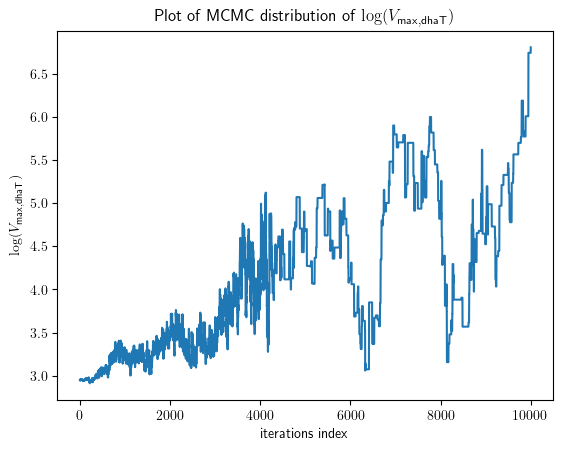 Plot of MCMC distribution of log(V_max,dhaT)
log(V_max,dhaT)
6.5
6.0
5.5
5.0
4.5
4.0
3.5
3.0
0 2000 4000 6000 8000 10000
iterations index